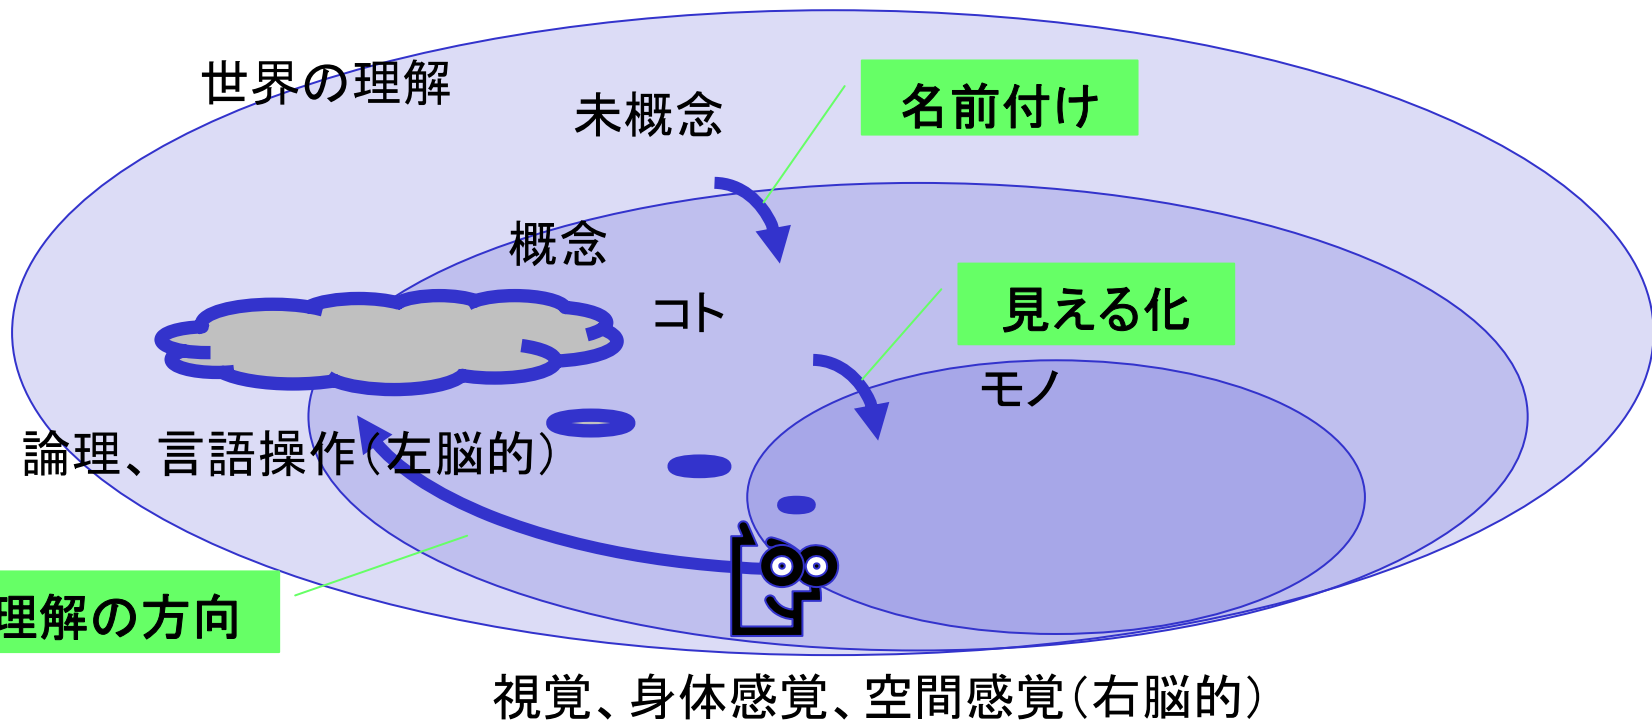 世界の理解
未概念
名前付け
概念
コト
見える化
モノ
論理、言語操作（左脳的）
理解の方向
視覚、身体感覚、空間感覚（右脳的）